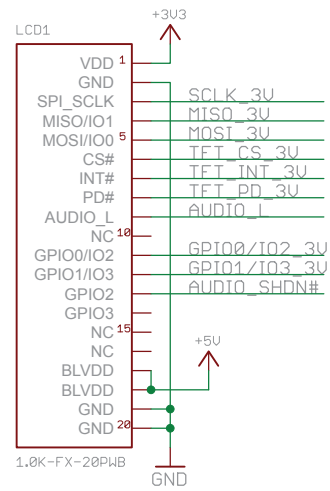 +3V3
LCD1
VDD 1
GND
SPI_SCLK SCLK_3V
MISO/IO1 MISO_3V
MOSI/IO0 5 MOSI_3V
CS# TFT_CS_3V
INT# TFT_INT_3V
PD# TFT_PD_3V
AUDIO_L AUDIO_L
NC 10
GPIO0/IO2 GPIO0/IO2_3V
GPIO1/IO3 GPIO1/IO3_3V
GPIO2 AUDIO_SHDN#
GPIO3
NC 15
+5V
NC
BLVDD
BLVDD
GND
GND 20
1.0K-FX-20PWB
GND